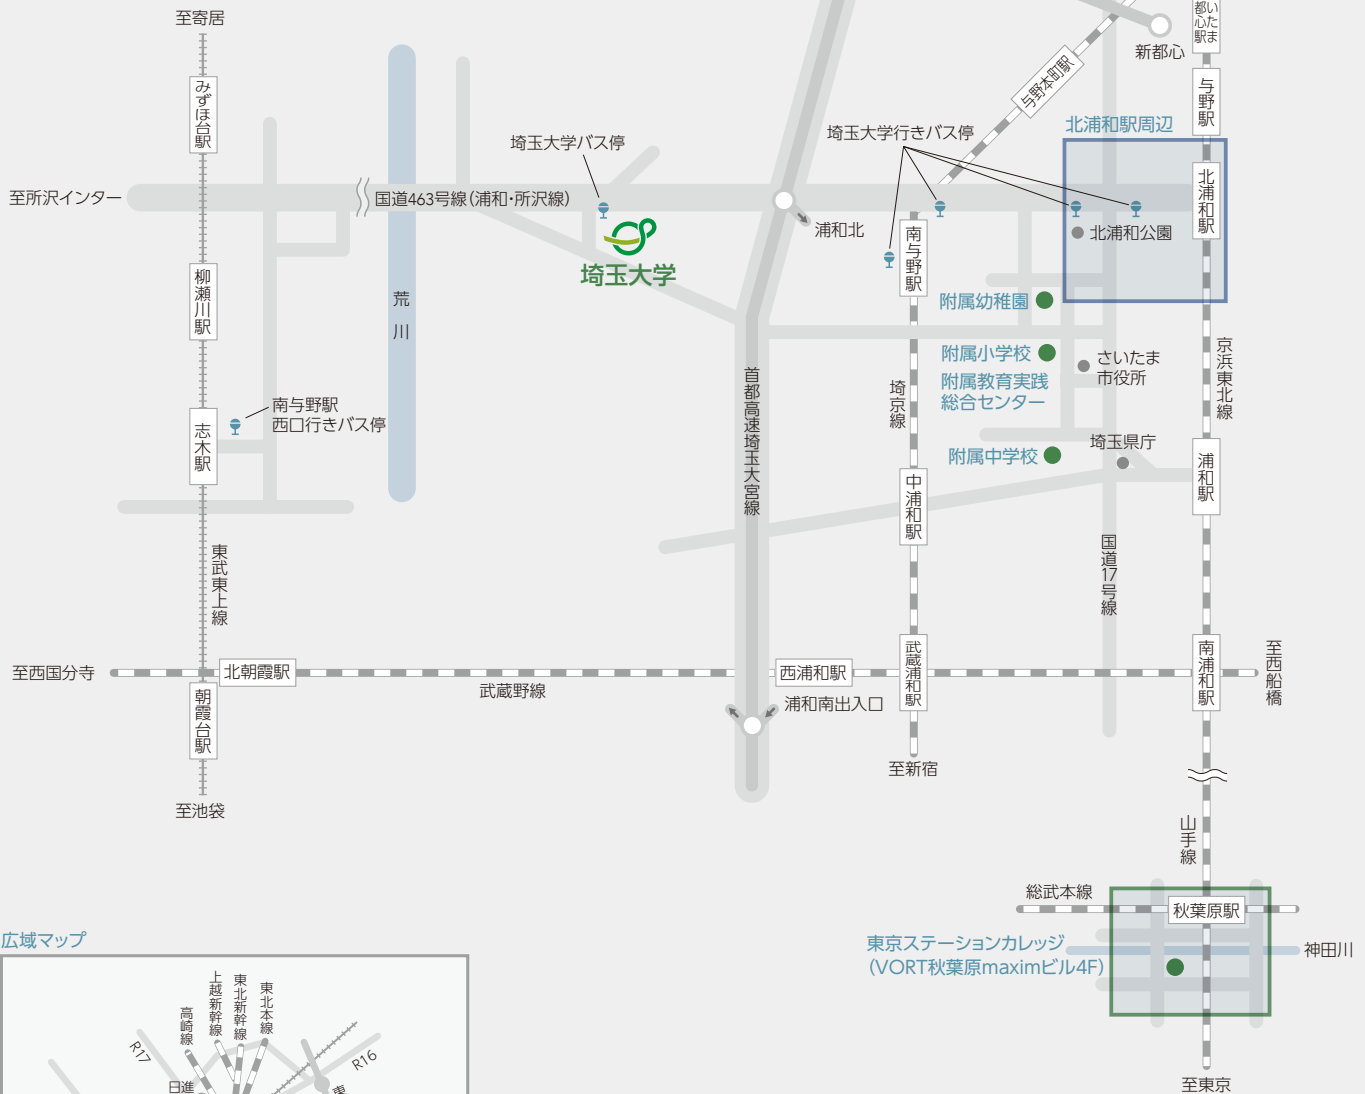 至寄居
みずほ台駅
至所沢インター
国道463号線(浦和・所沢線)
柳瀬川駅
荒川
志木駅
南与野駅
西口行きバス停
東武東上線
至西国分寺
北朝霞駅
武蔵野線
朝霞台駅
至池袋
埼玉大学バス停
埼玉大学
浦和北
首都高速埼玉大宮線
埼玉大学行きバス停
与野本町駅
新都心
いたま
都心駅
与野駅
北浦和駅周辺
北浦和駅
北浦和公園
南与野駅
附属幼稚園
附属小学校
附属教育実践
総合センター
さいたま
市役所
京浜東北線
埼京線
附属中学校
埼玉県庁
浦和駅
中浦和駅
国道17号線
西浦和駅
武蔵浦和駅
南浦和駅
至西船橋
浦和南出入口
至新宿
山手線
総武本線
秋葉原駅
東京ステーションカレッジ
(VORT秋葉原maximビル4F)
神田川
至東京
広域マップ
高崎線
上越新幹線
東北新幹線
東北本線
R17
R16
日進
東